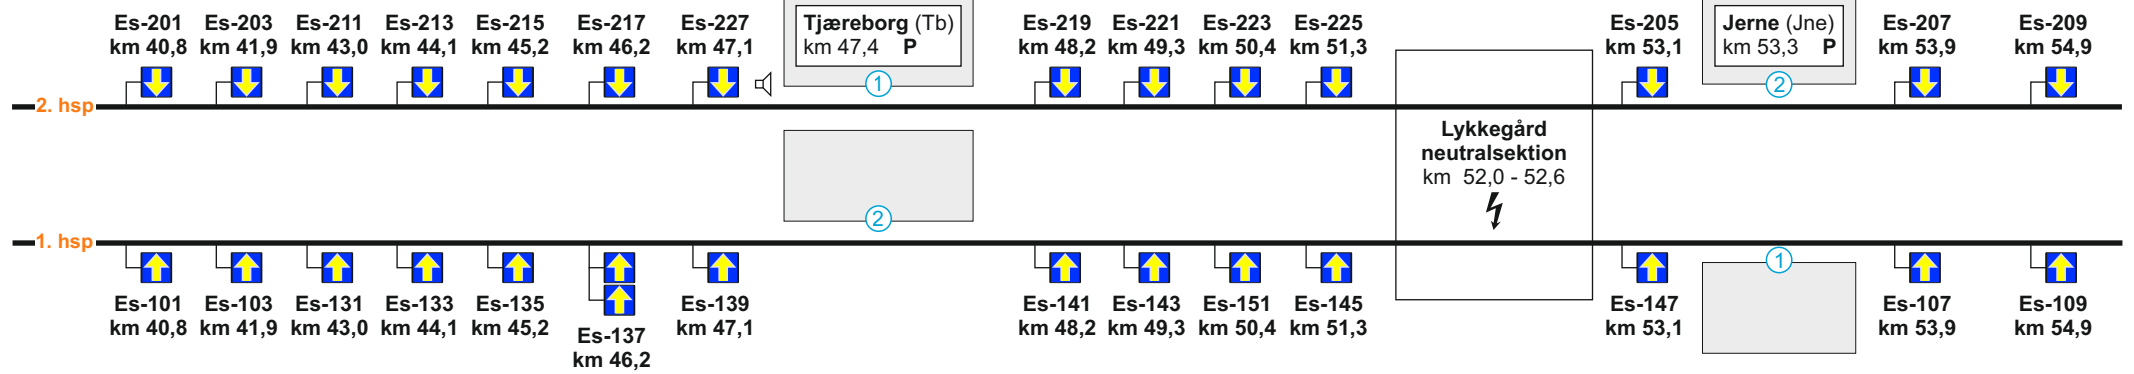 Es-201 Es-203 Es-211 Es-213 Es-215 Es-217 Es-227
km 40,8 km 41,9 km 43,0 km 44,1 km 45,2 km 46,2 km 47,1
Tjæreborg (Tb)
km 47,4 P
1
Es-219 Es-221 Es-223 Es-225
km 48,2 km 49,3 km 50,4 km 51,3
Es-205
km 53,1
Jerne (Jne)
km 53,3 P
2
Es-207 Es-209
km 53,9 km 54,9
2. hsp
Lykkegård
neutralsektion
km 52,0 - 52,6
2
1. hsp
1
Es-101 Es-103 Es-131 Es-133 Es-135
km 40,8 km 41,9 km 43,0 km 44,1 km 45,2
Es-137
km 46,2
Es-139
km 47,1
Es-141 Es-143 Es-151 Es-145
km 48,2 km 49,3 km 50,4 km 51,3
Es-147
km 53,1
Es-107 Es-109
km 53,9 km 54,9